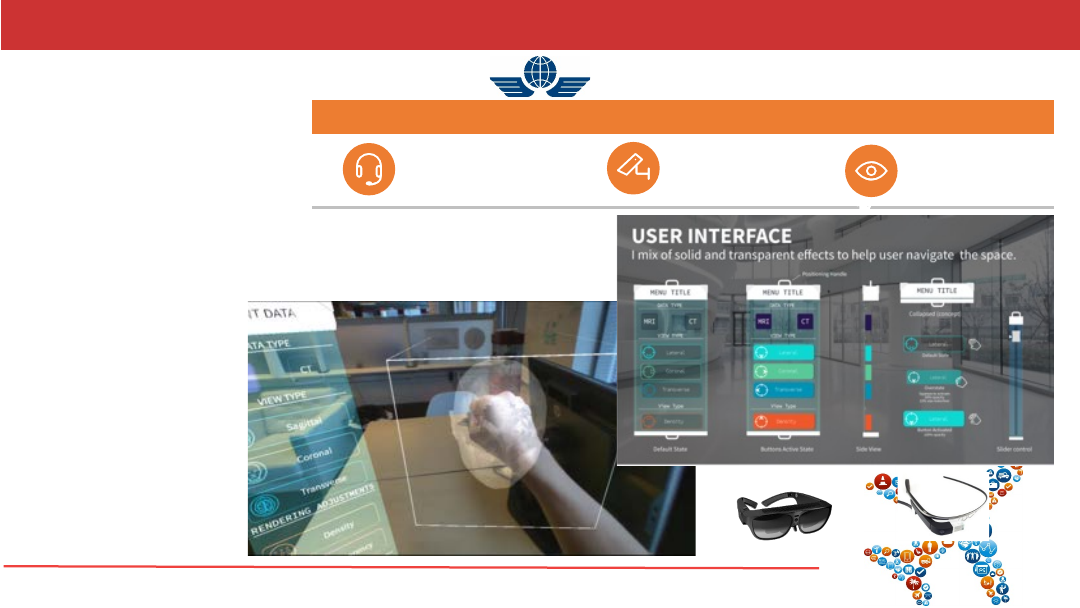 USER INTERFACE
I mix of solid and transparent effects to help user navigate the space.
Positioning Handle
MENU TITLE
MENU TITLE
MENU TITLE
DATA TYPE
DATA TYPE
MRI
CT
MRI
CT
VIEW TYPE
VIEW TYPE
Collapsed (concept)
Lateral
Lateral
Lateral
Default State
Coronal
Coronal
Lateral
Overstate
Transverse
Transverse
View Type
View Type
Lateral
Density
Density
Button Activated
Default State
Buttons Active State
Side View
Slider control
NT DATA
ATA TYPE
CT
VIEW TYPE
Sagittal
Coronal
Transverse
RENDERING ADJUSTMENTS
Density